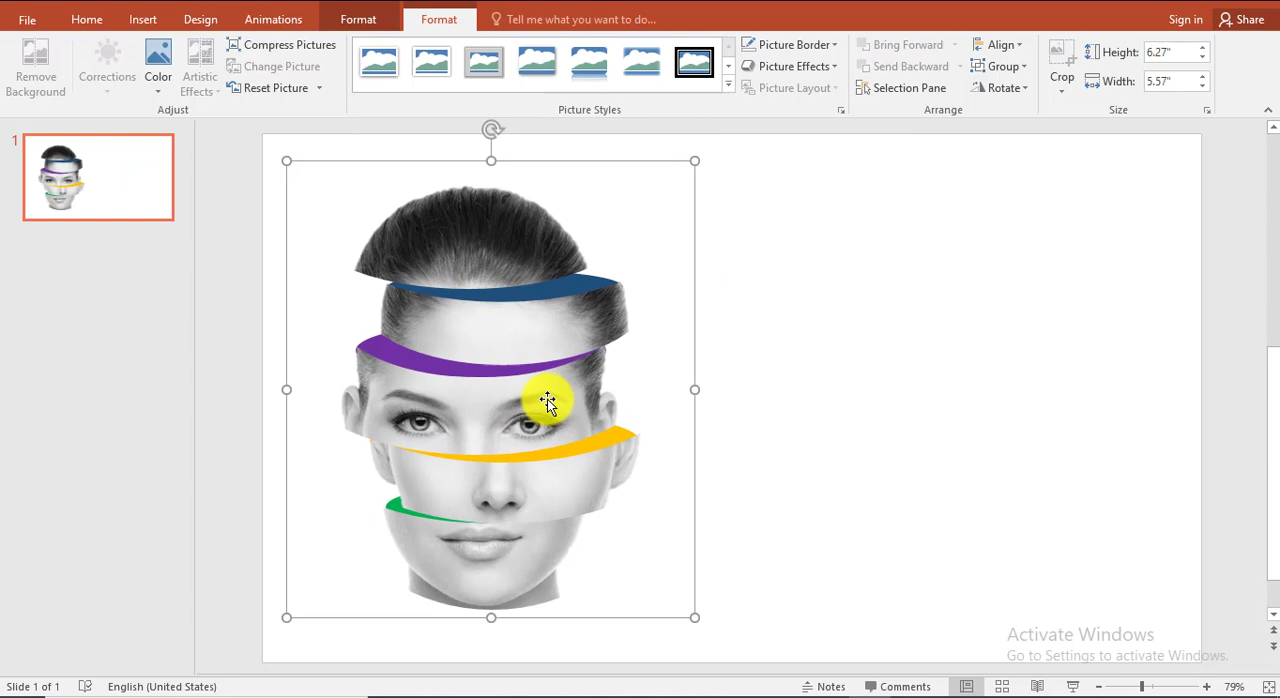 File Home Insert Design Animations Format Format Tell me what you want to do... Sign in Share
Remove Background Corrections Color Artistic Effects Compress Pictures Change Picture Reset Picture
Adjust
Picture Styles
Picture Border
Picture Effects
Picture Layout
Bring Forward Align
Send Backward Group
Selection Pane Rotate
Arrange
Crop
Height: 6.27"
Width: 5.57"
Size
1
Activate Windows
Go to Settings to activate Windows.
Slide 1 of 1 English (United States) Notes Comments 79%